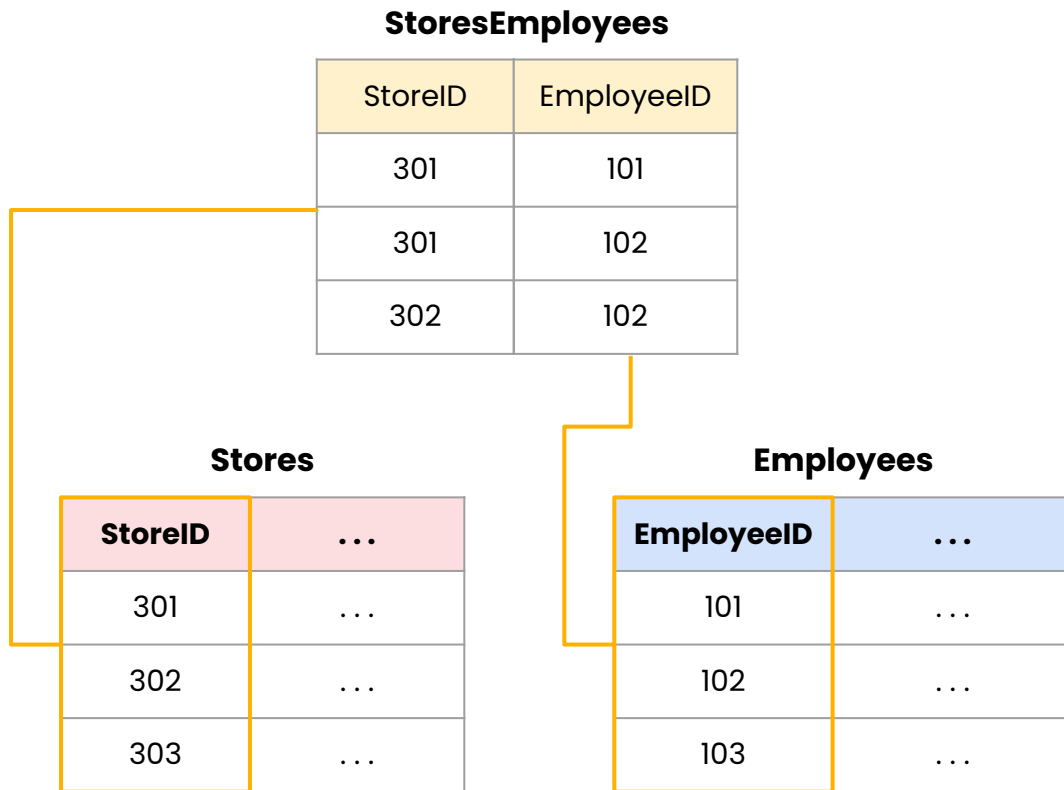 StoresEmployees
StoreID EmployeeID
301 101
301 102
302 102
Stores
StoreID ...
301 ...
302 ...
303 ...
Employees
EmployeeID ...
101 ...
102 ...
103 ...